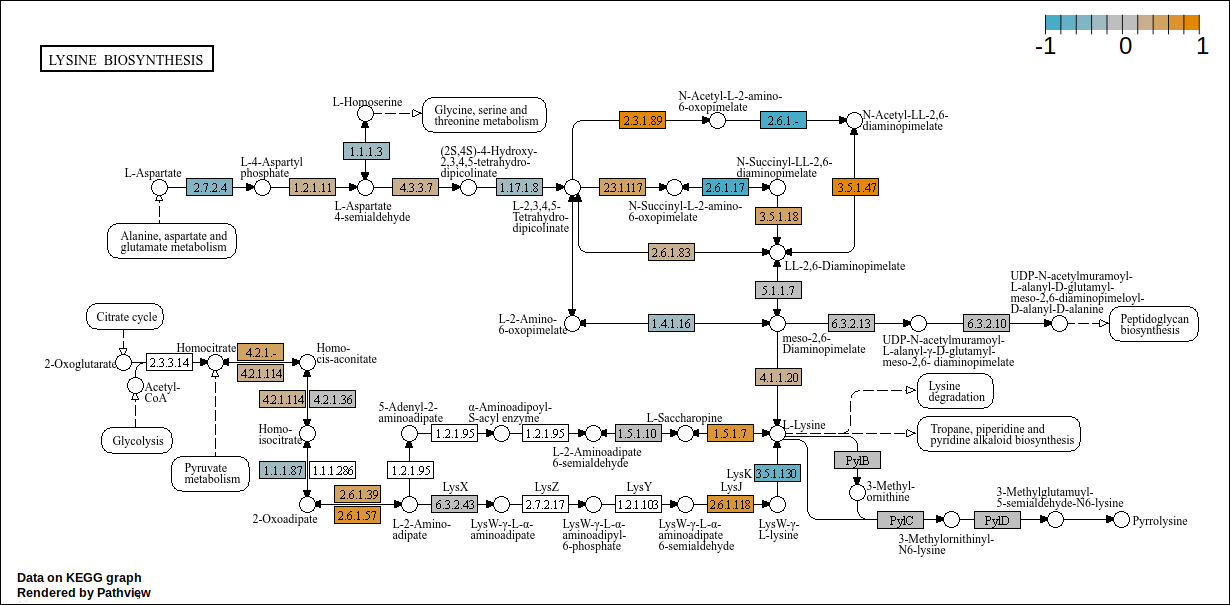 -1 0 1
LYSINE BIOSYNTHESIS
L-Homoserine
Glycine, serine and
threonine metabolism
N-Acetyl-L-2-amino-
6-oxopimelate
2.3.1.89
2.6.1.-
N-Acetyl-LL-2,6-
diaminopimelate
1.1.1.3
L-Aspartate
L-4-Aspartyl
phosphate
(2S,4S)-4-Hydroxy-
2,3,4,5-tetrahydro-
dipicolinate
N-Succinyl-LL-2,6-
diaminopimelate
2.7.2.4
1.2.1.11
4.3.3.7
1.17.1.8
2.3.1.117
2.6.1.17
3.5.1.47
L-Aspartate
4-semialdehyde
L-2,3,4,5-
Tetrahydro-
dipicolinate
N-Succinyl-L-2-amino-
6-oxopimelate
3.5.1.18
Alanine, aspartate and
glutamate metabolism
2.6.1.83
LL-2,6-Diaminopimelate
5.1.1.7
UDP-N-acetylmuramoyl-
L-alanyl-D-glutamyl-
meso-2,6-diaminopimeloyl-
D-alanyl-D-alanine
Citrate cycle
L-2-Amino-
6-oxopimelate
1.4.1.16
6.3.2.13
6.3.2.10
Peptidoglycan
biosynthesis
meso-2,6-
Diaminopimelate
UDP-N-acetylmuramoyl-
L-alanyl-γ-D-glutamyl-
meso-2,6- diaminopimelate
2-Oxoglutarate
2.3.3.14
Homocitrate
4.2.1.-
4.2.1.114
Homo-
cis-aconitate
Acetyl-
CoA
4.1.1.20
Lysine
degradation
4.2.1.114
4.2.1.36
5-Adenyl-2-
aminoadipate
α-Aminoadipoyl-
S-acyl enzyme
L-Saccharopine
L-Lysine
Tropane, piperidine and
pyridine alkaloid biosynthesis
Glycolysis
Homo-
isocitrate
1.2.1.95
1.2.1.95
1.5.1.10
1.5.1.7
L-2-Aminoadipate
6-semialdehyde
PylB
Pyruvate
metabolism
1.1.1.87
1.1.1.286
1.2.1.95
LysK
3.5.1.130
3-Methyl-
ornithine
2.6.1.39
2.6.1.57
LysX
6.3.2.43
LysZ
2.7.2.17
LysY
1.2.1.103
LysJ
2.6.1.118
3-Methylglutamuyl-
5-semialdehyde-N6-lysine
2-Oxoadipate
L-2-Amino-
adipate
LysW-γ-L-α-
aminoadipate
LysW-γ-L-α-
aminoadipyl-
6-phosphate
LysW-γ-L-α-
aminoadipate
6-semialdehyde
LysW-γ-
L-lysine
PylC
PylD
Pyrrolysine
3-Methylornithinyl-
N6-lysine
Data on KEGG graph
Rendered by Pathview